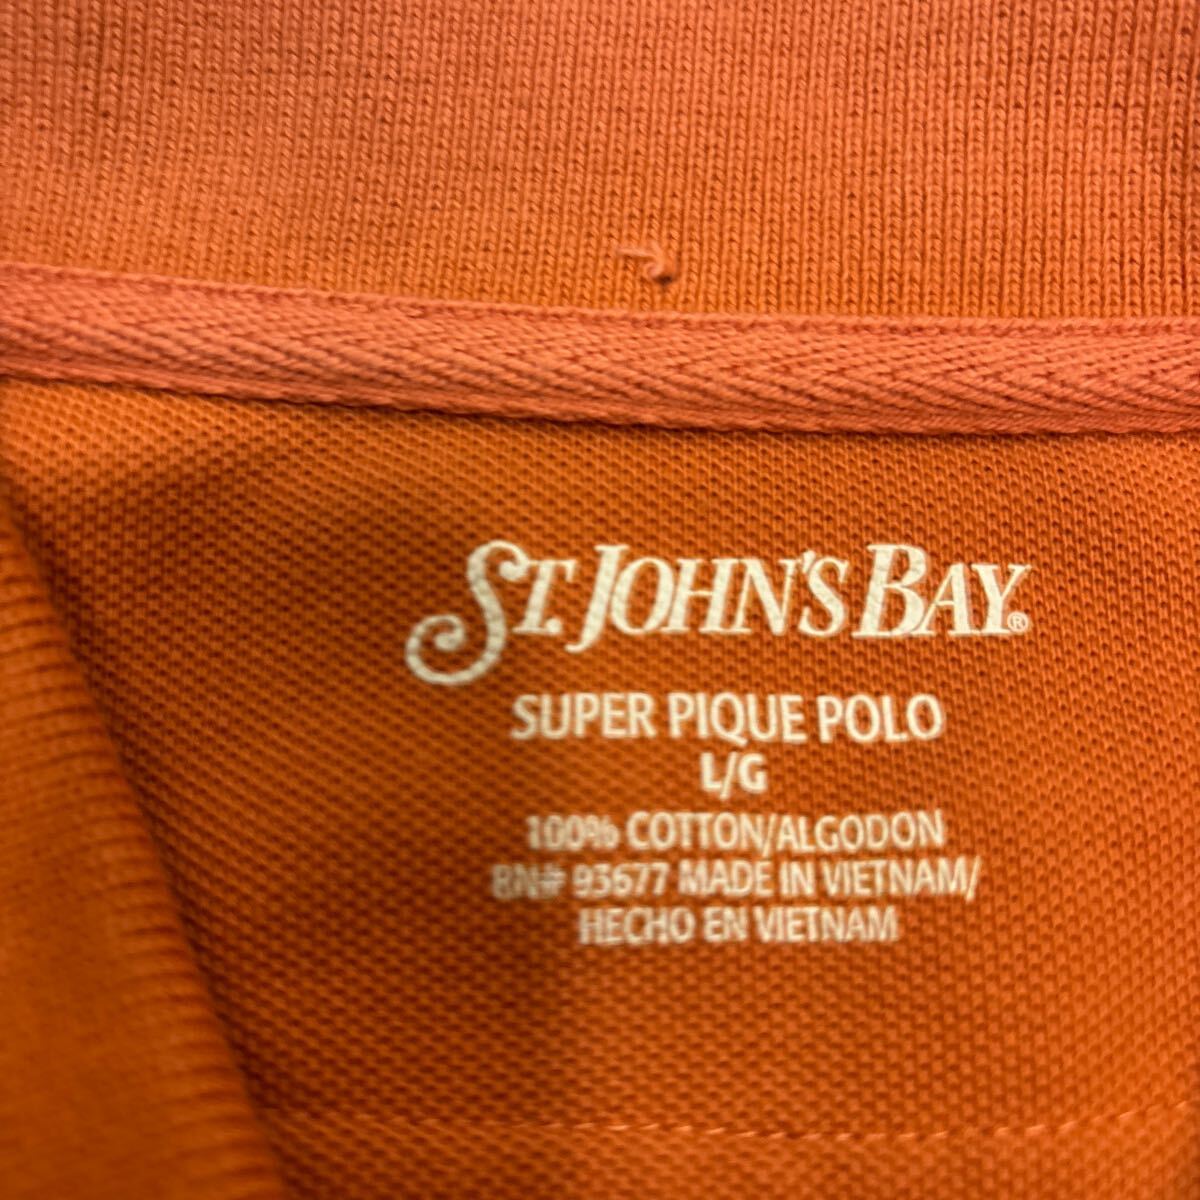 ST. JOHN'S BAY®
SUPER PIQUE POLO
L/G
100% COTTON/ALGODON
RN# 93677 MADE IN VIETNAM/
HECHO EN VIETNAM